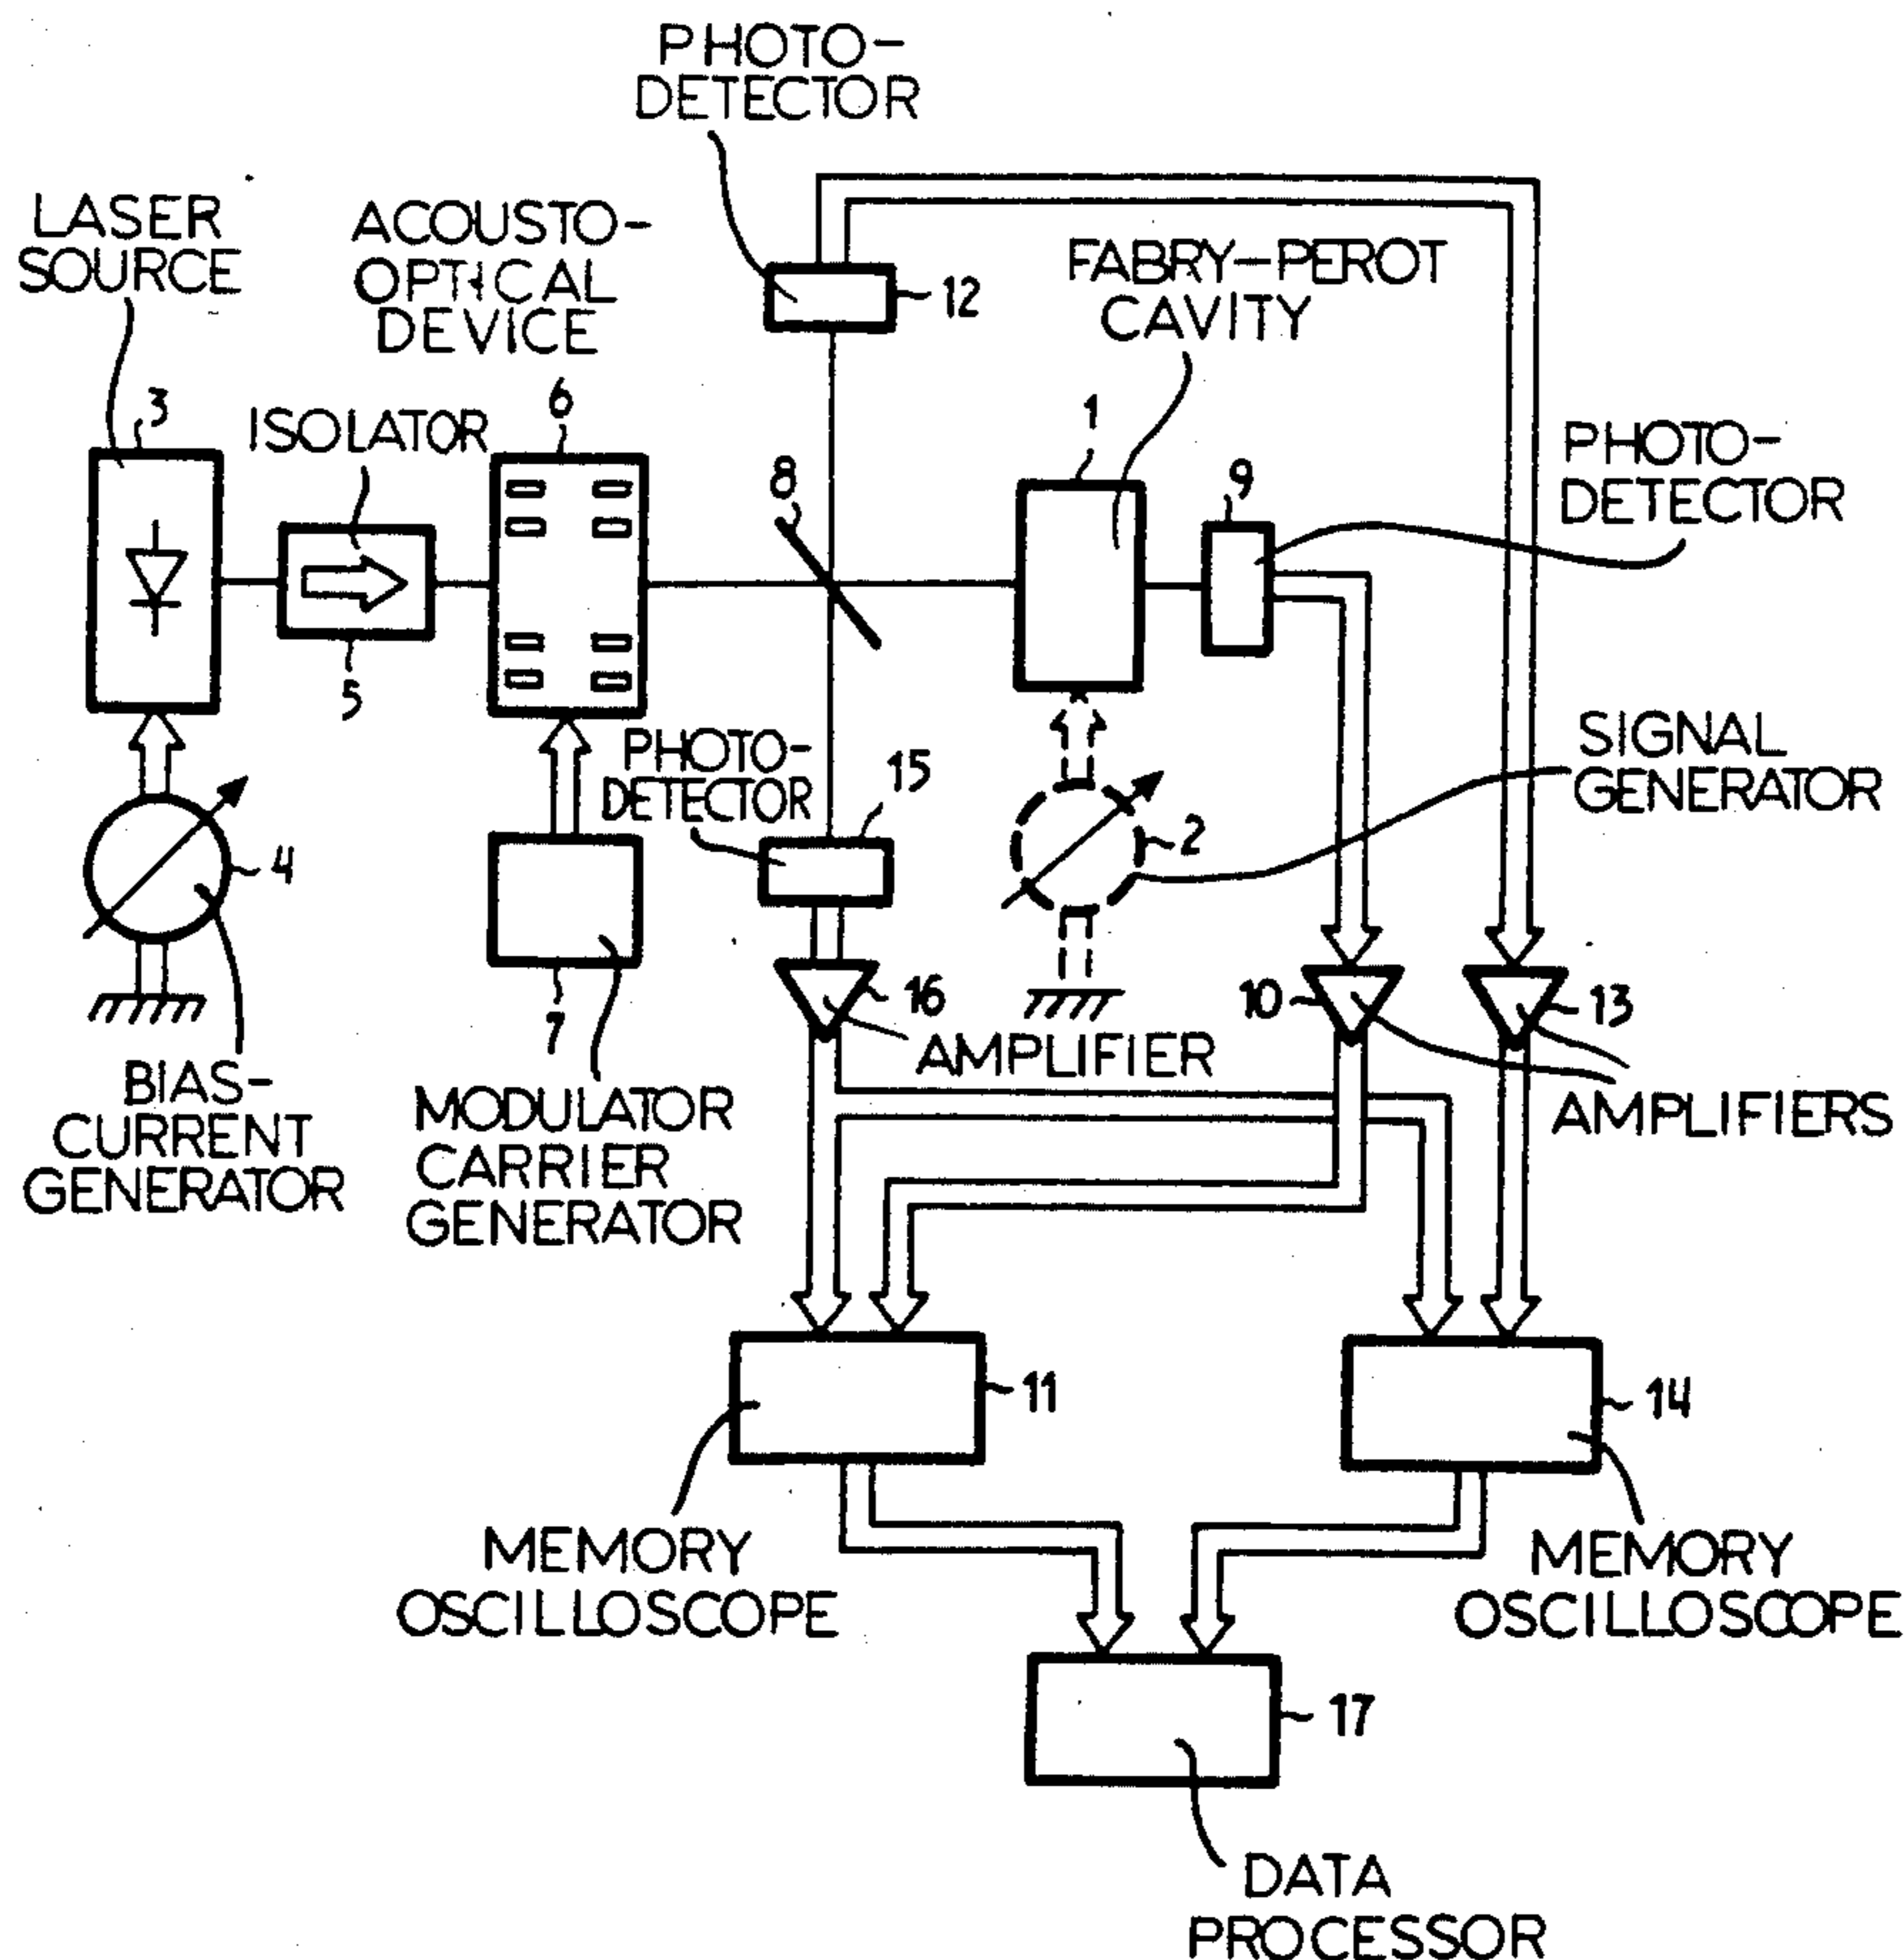 PHOTO-
DETECTOR
LASER
SOURCE
ACOUSTO-
OPTICAL
DEVICE
FABRY-PEROT
CAVITY
12
3
ISOLATOR
6
1
PHOTO-
DETECTOR
8
9
5
PHOTO-
DETECTOR
15
SIGNAL
GENERATOR
4
2
7
16
10
13
AMPLIFIER
BIAS-
CURRENT
GENERATOR
MODULATOR
CARRIER
GENERATOR
AMPLIFIERS
11
14
MEMORY
OSCILLOSCOPE
MEMORY
OSCILLOSCOPE
17
DATA
PROCESSOR